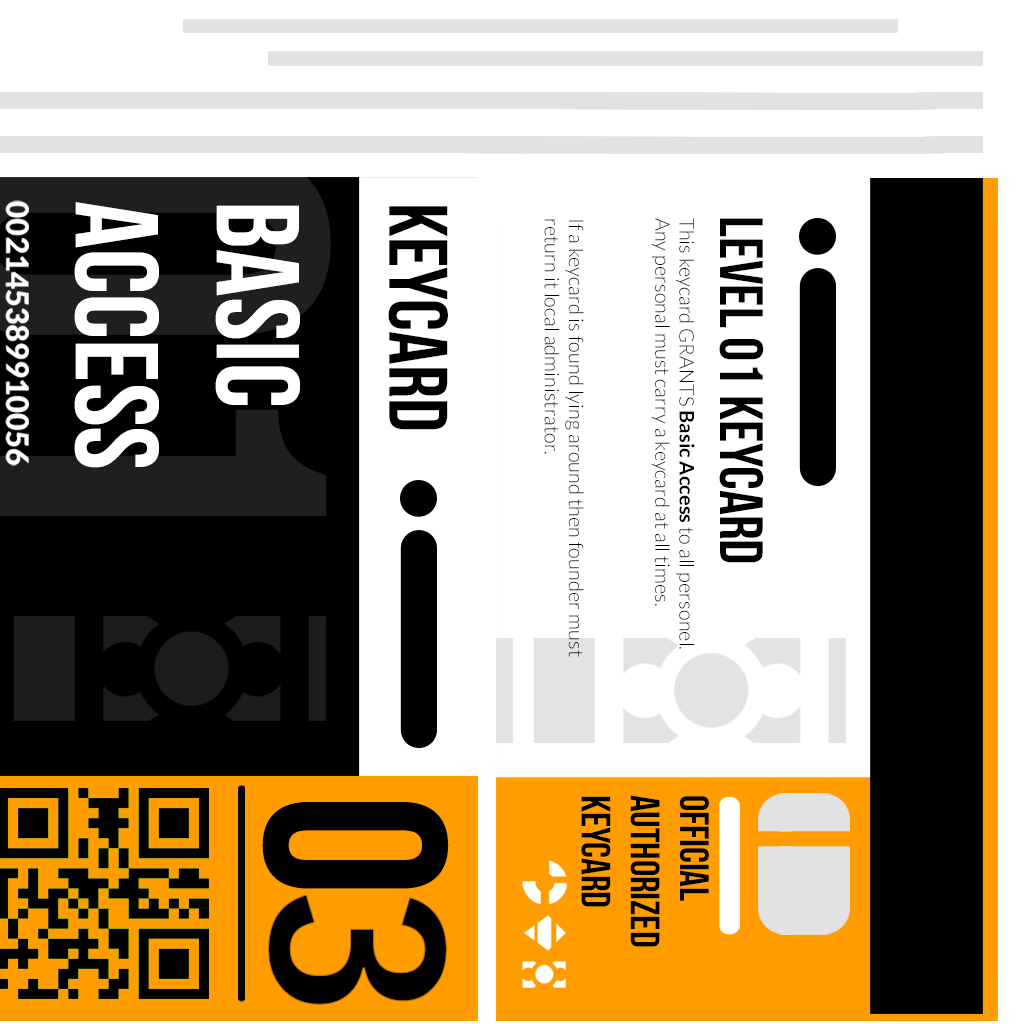 LEVEL 01 KEYCARD
This keycard GRANTS Basic Access to all personel.
Any personal must carry a keycard at all times.
If a keycard is found lying around then founder must
return it local administrator.
OFFICIAL
AUTHORIZED
KEYCARD
KEYCARD
BASIC
ACCESS
002145389910056
03